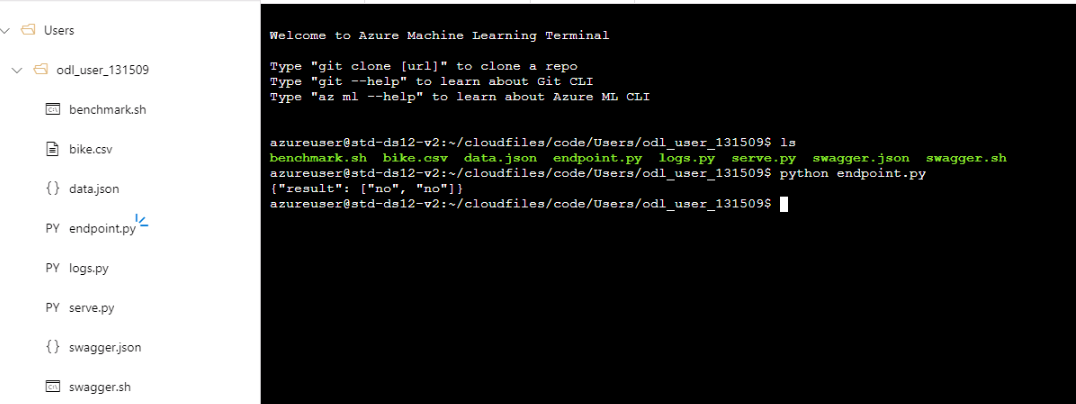 Users
odl_user_131509
benchmark.sh
bike.csv
{} data.json
PY endpoint.py
PY logs.py
PY serve.py
{} swagger.json
swagger.sh
Welcome to Azure Machine Learning Terminal
Type "git clone [url]" to clone a repo
Type "git --help" to learn about Git CLI
Type "az ml --help" to learn about Azure ML CLI
azureuser@std-ds12-v2:~/cloudfiles/code/Users/odl_user_131509$ ls
benchmark.sh bike.csv data.json endpoint.py logs.py serve.py swagger.json swagger.sh
azureuser@std-ds12-v2:~/cloudfiles/code/Users/odl_user_131509$ python endpoint.py
{"result": ["no", "no"]}
azureuser@std-ds12-v2:~/cloudfiles/code/Users/odl_user_131509$